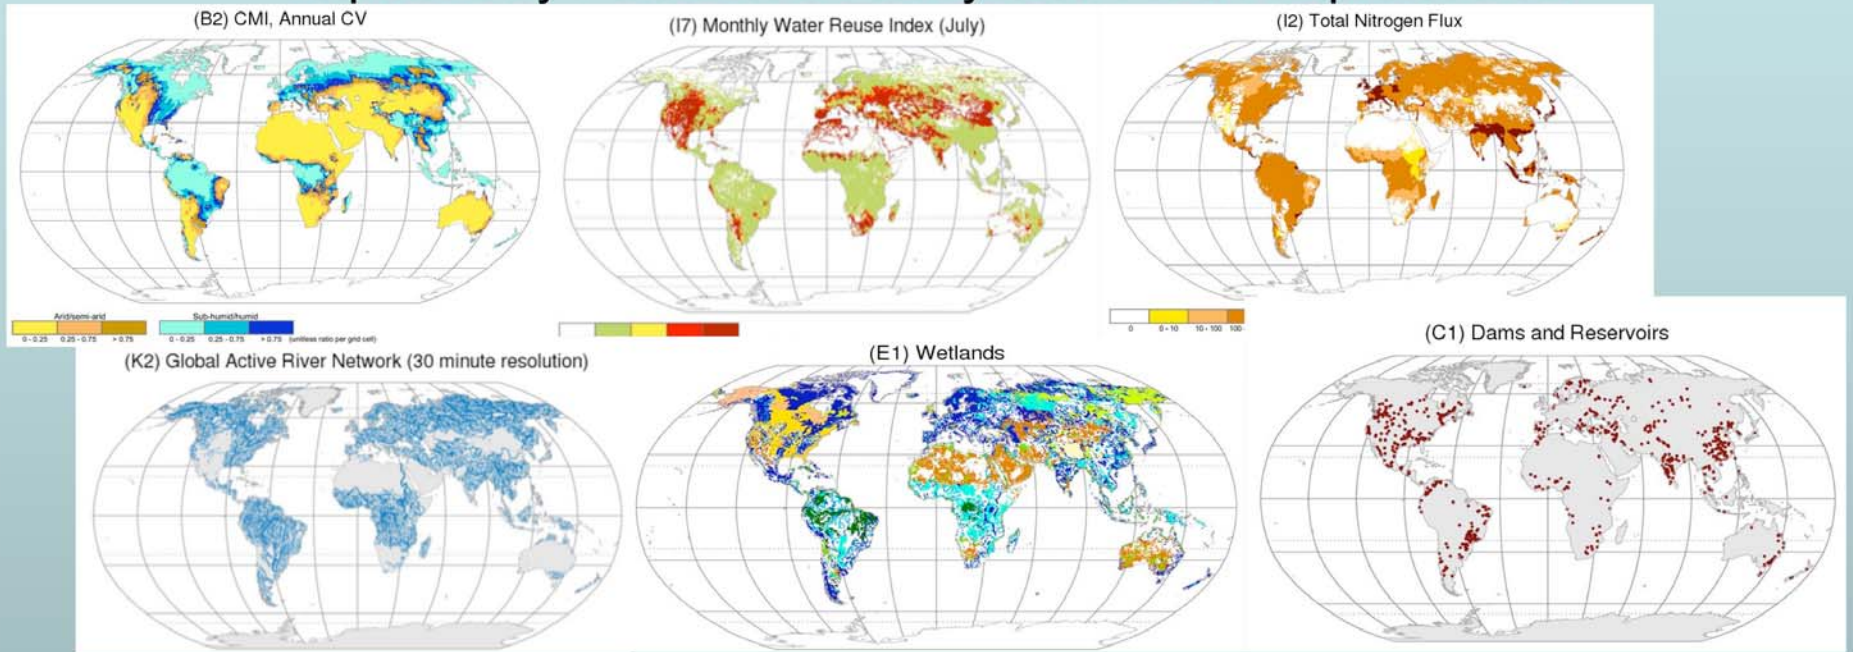 (B2) CMI, Annual CV
(I7) Monthly Water Reuse Index (July)
(I2) Total Nitrogen Flux
Arid/semi-arid
Sub-humid/humid
0 - 0.25 0.25 - 0.75 > 0.75
0 - 0.25 0.25 - 0.75 > 0.75 (unitless ratio per grid cell)
0 0 - 10 10 - 100 100 -
(C1) Dams and Reservoirs
(K2) Global Active River Network (30 minute resolution)
(E1) Wetlands